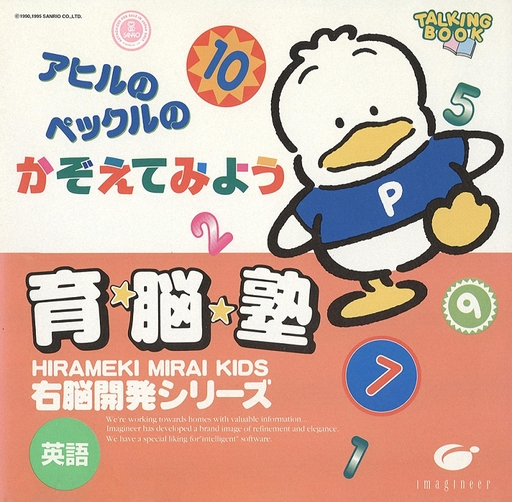 ©1990,1995 SANRIO CO.,LTD.
TALKING
BOOK
10
アヒルの
ペックルの
5
かぞえてみよう
P
2
育★脳★塾
9
HIRAMEKI MIRAI KIDS
右脳開発シリーズ
7
We're working towards homes with valuable information...
Imagineer has developed a brand image of refinement and elegance.
We have a special liking for"intelligent" software.
英語
1
imagineer